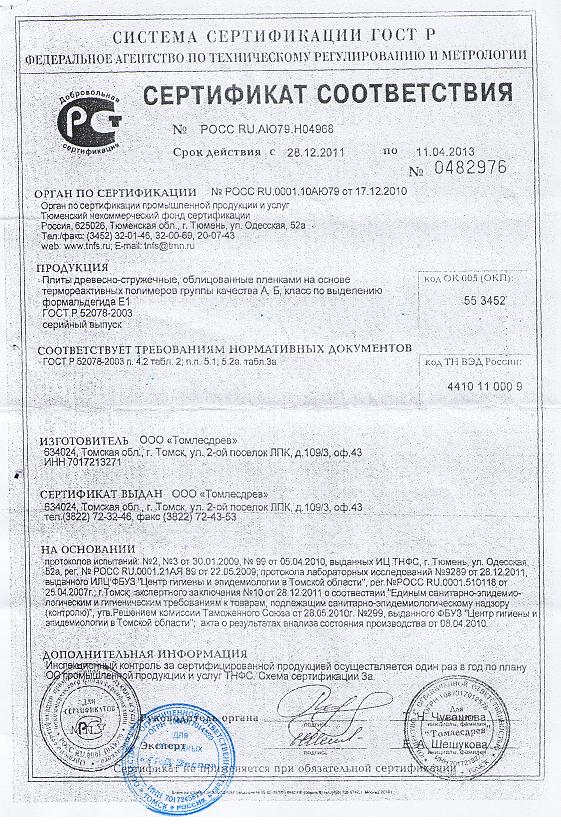 СИСТЕМА СЕРТИФИКАЦИИ ГОСТ Р
ФЕДЕРАЛЬНОЕ АГЕНТСТВО ПО ТЕХНИЧЕСКОМУ РЕГУЛИРОВАНИЮ И МЕТРОЛОГИИ
Добровольная
сертификация
СЕРТИФИКАТ СООТВЕТСТВИЯ
№ РОСС RU.АЮ79.Н04968
Срок действия с 28.12.2011 по 11.04.2013
№ 0482976
ОРГАН ПО СЕРТИФИКАЦИИ № РОСС RU.0001.10АЮ79 от 17.12.2010
Орган по сертификации промышленной продукции и услуг
Тюменский некоммерческий фонд сертификации
Россия, 625026, Тюменская обл., г. Тюмень, ул. Одесская, 52а
Тел./факс: (3452) 32-01-46, 32-00-69, 20-07-43
web: www.tnfs.ru; E-mail: tnfs@tmn.ru
ПРОДУКЦИЯ
Плиты древесно-стружечные, облицованные пленками на основе
термореактивных полимеров группы качества А, Б, класс по выделению
формальдегида Е1
ГОСТ Р 52078-2003
серийный выпуск
код ОК 005 (ОКП):
55 3452
СООТВЕТСТВУЕТ ТРЕБОВАНИЯМ НОРМАТИВНЫХ ДОКУМЕНТОВ
ГОСТ Р 52078-2003 п. 4.2 табл. 2; п.п. 5.1; 5.2а табл.3а.
код ТН ВЭД России:
4410 11 000 9
ИЗГОТОВИТЕЛЬ ООО «Томлесдрев»
634024, Томская обл., г. Томск, ул. 2-ой поселок ЛПК, д.109/3, оф.43
ИНН 7017213271
СЕРТИФИКАТ ВЫДАН ООО «Томлесдрев»
634024, Томская обл., г. Томск, ул. 2-ой поселок ЛПК, д.109/3, оф.43
тел.(3822) 72-32-46, факс (3822) 72-43-53
НА ОСНОВАНИИ
протоколов испытаний: №2, №3 от 30.01.2009, № 99 от 05.04.2010, выданных ИЦ ТНФС, г. Тюмень, ул. Одесская,
52а, рег. № РОСС RU.0001.21АЯ 89 от 22.05.2009; протокола лабораторных исследований №9289 от 28.12.2011,
выданного ИЛЦ ФБУЗ "Центр гигиены и эпидемиологии в Томской области", рег.№РОСС RU.0001.510118 от
25.04.2007г., г.Томск; экспертного заключения №10 от 28.12.2011 о соответствии "Единым санитарно-эпидемио-
логическим и гигиеническим требованиям к товарам, подлежащим санитарно-эпидемиологическому надзору
(контролю)", утв.Решением комиссии Таможенного Союза от 28.05.2010г. №299, выданного ФБУЗ "Центр гигиены и
эпидемиологии в Томской области"; акта о результатах анализа состояния производства от 08.04.2010.
ДОПОЛНИТЕЛЬНАЯ ИНФОРМАЦИЯ
Инспекционный контроль за сертифицированной продукцией осуществляется один раз в год по плану
ОС промышленной продукции и услуг ТНФС. Схема сертификации 3а.
Руководитель органа
подпись
Т. Н. Чувашова
Эксперт
подпись
Е. А. Шешукова
инициалы, фамилия
ДЛЯ
СЕРТИФИКАТОВ
Для
"Томлесдрев"
ТОМСК
РОССИЯ
Сертификат не применяется при обязательной сертификации